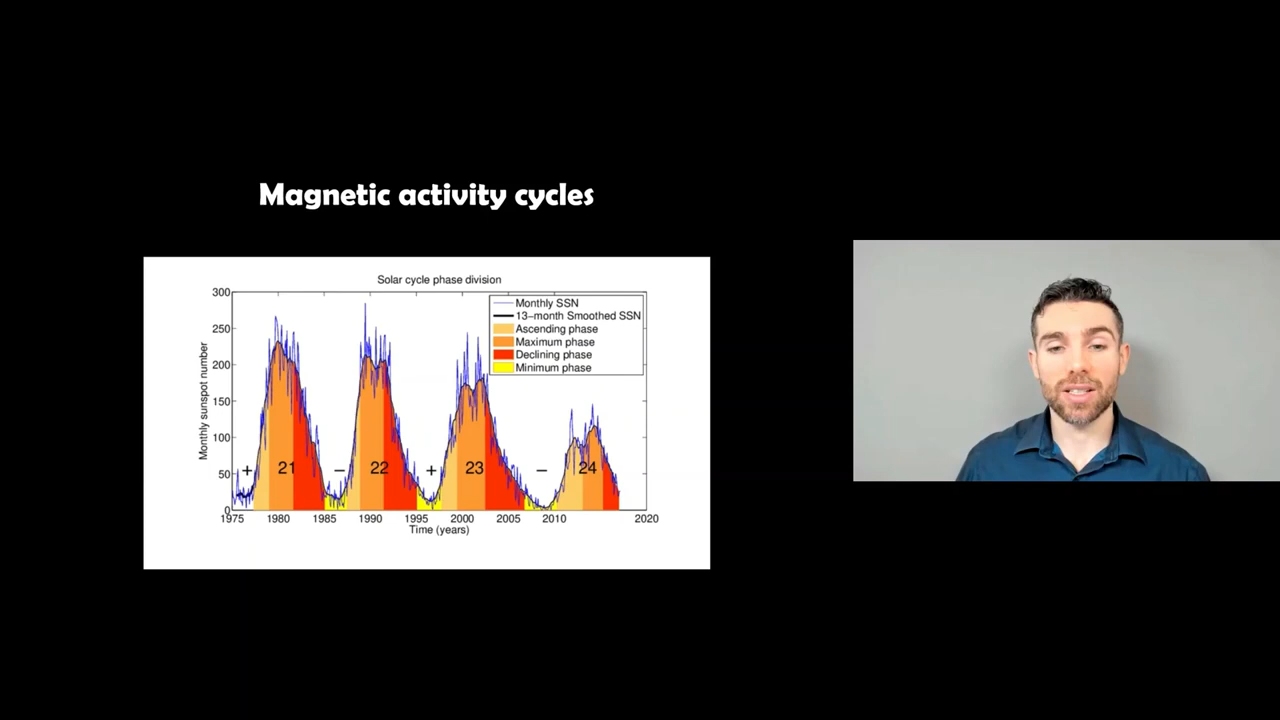 Magnetic activity cycles
Solar cycle phase division
300
250
200
150
100
50
0
Monthly sunspot number
Monthly SSN
13−month Smoothed SSN
Ascending phase
Maximum phase
Declining phase
Minimum phase
+ 21 − 22 + 23 − 24
1975 1980 1985 1990 1995 2000 2005 2010 2020
Time (years)